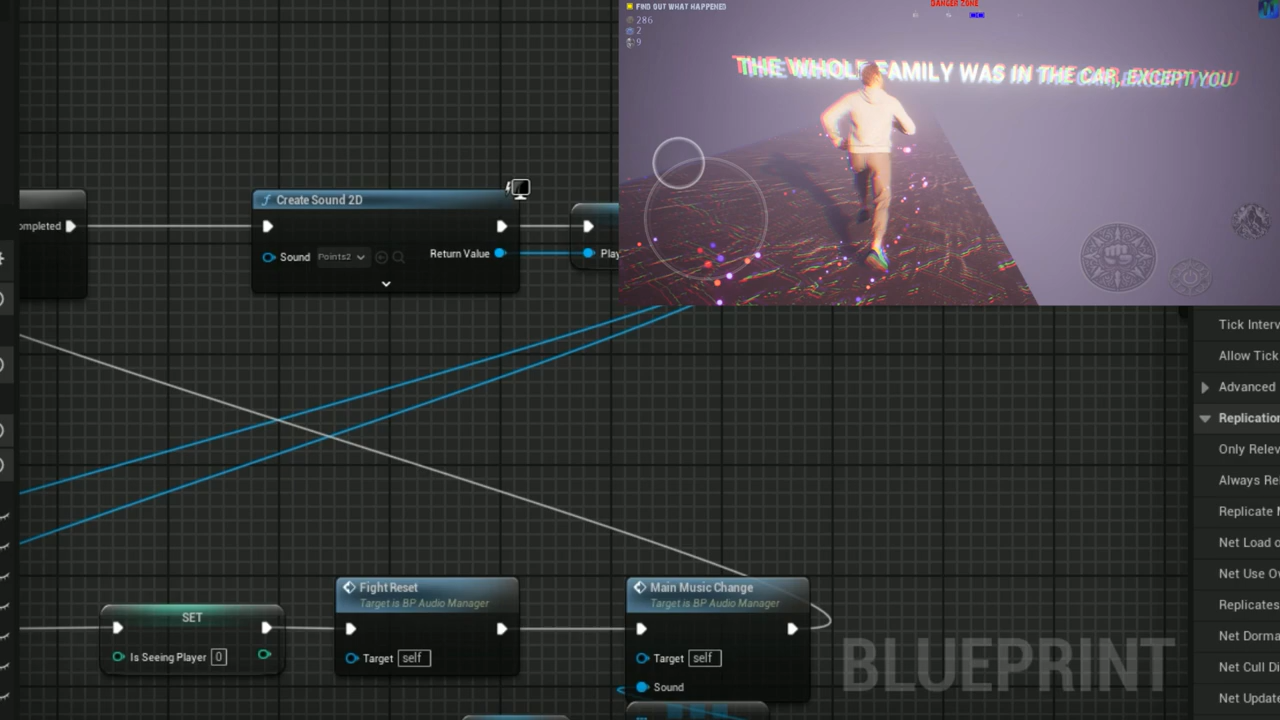 FIND OUT WHAT HAPPENED
286
2
9
DANGER ZONE
THE WHOLE FAMILY WAS IN THE CAR, EXCEPT YOU
ompleted
Create Sound 2D
Sound
Points2
Return Value
Play
Tick Interv
Allow Tick
Advanced
Replication
Only Relev
Always Re
Replicate
Net Load o
Net Use Ow
Replicates
Net Dorma
Net Cull Di
Net Update
SET
Is Seeing Player 0
Fight Reset
Target is BP Audio Manager
Target self
Main Music Change
Target is BP Audio Manager
Target self
Sound
BLUEPRINT